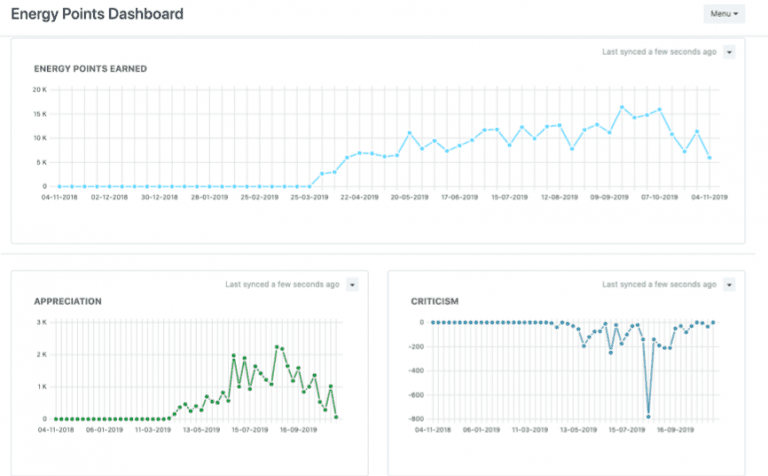 Energy Points Dashboard
Menu
Last synced a few seconds ago
ENERGY POINTS EARNED
20 K
15 K
10 K
5 K
0
04-11-2018 02-12-2018 30-12-2018 28-01-2019 25-02-2019 25-03-2019 22-04-2019 20-05-2019 17-06-2019 15-07-2019 12-08-2019 09-09-2019 07-10-2019 04-11-2019
Last synced a few seconds ago
APPRECIATION
3 K
2 K
1 K
0
04-11-2018 06-01-2019 11-03-2019 13-05-2019 15-07-2019 16-09-2019
Last synced a few seconds ago
CRITICISM
0
-200
-400
-600
-800
04-11-2018 06-01-2019 11-03-2019 13-05-2019 15-07-2019 16-09-2019